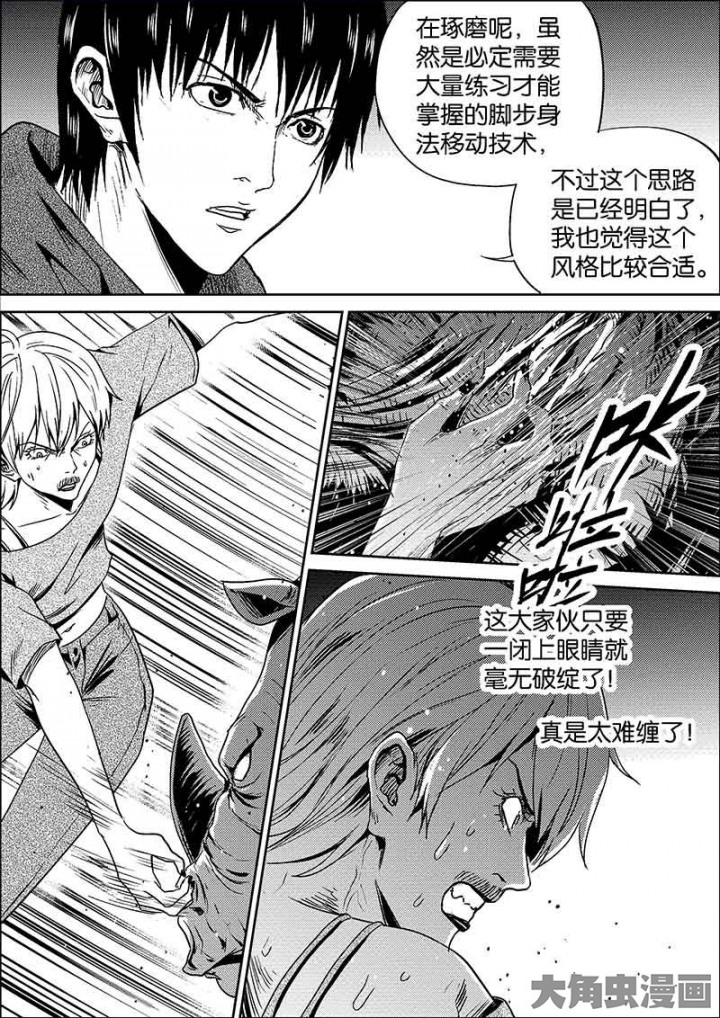 在琢磨呢，虽
然是必定需要
大量练习才能
掌握的脚步身
法移动技术，
不过这个思路
是已经明白了，
我也觉得这个
风格比较合适。
咔
啦
啦
这大家伙只要
一闭上眼睛就
毫无破绽了！
真是太难缠了！
大角虫漫画